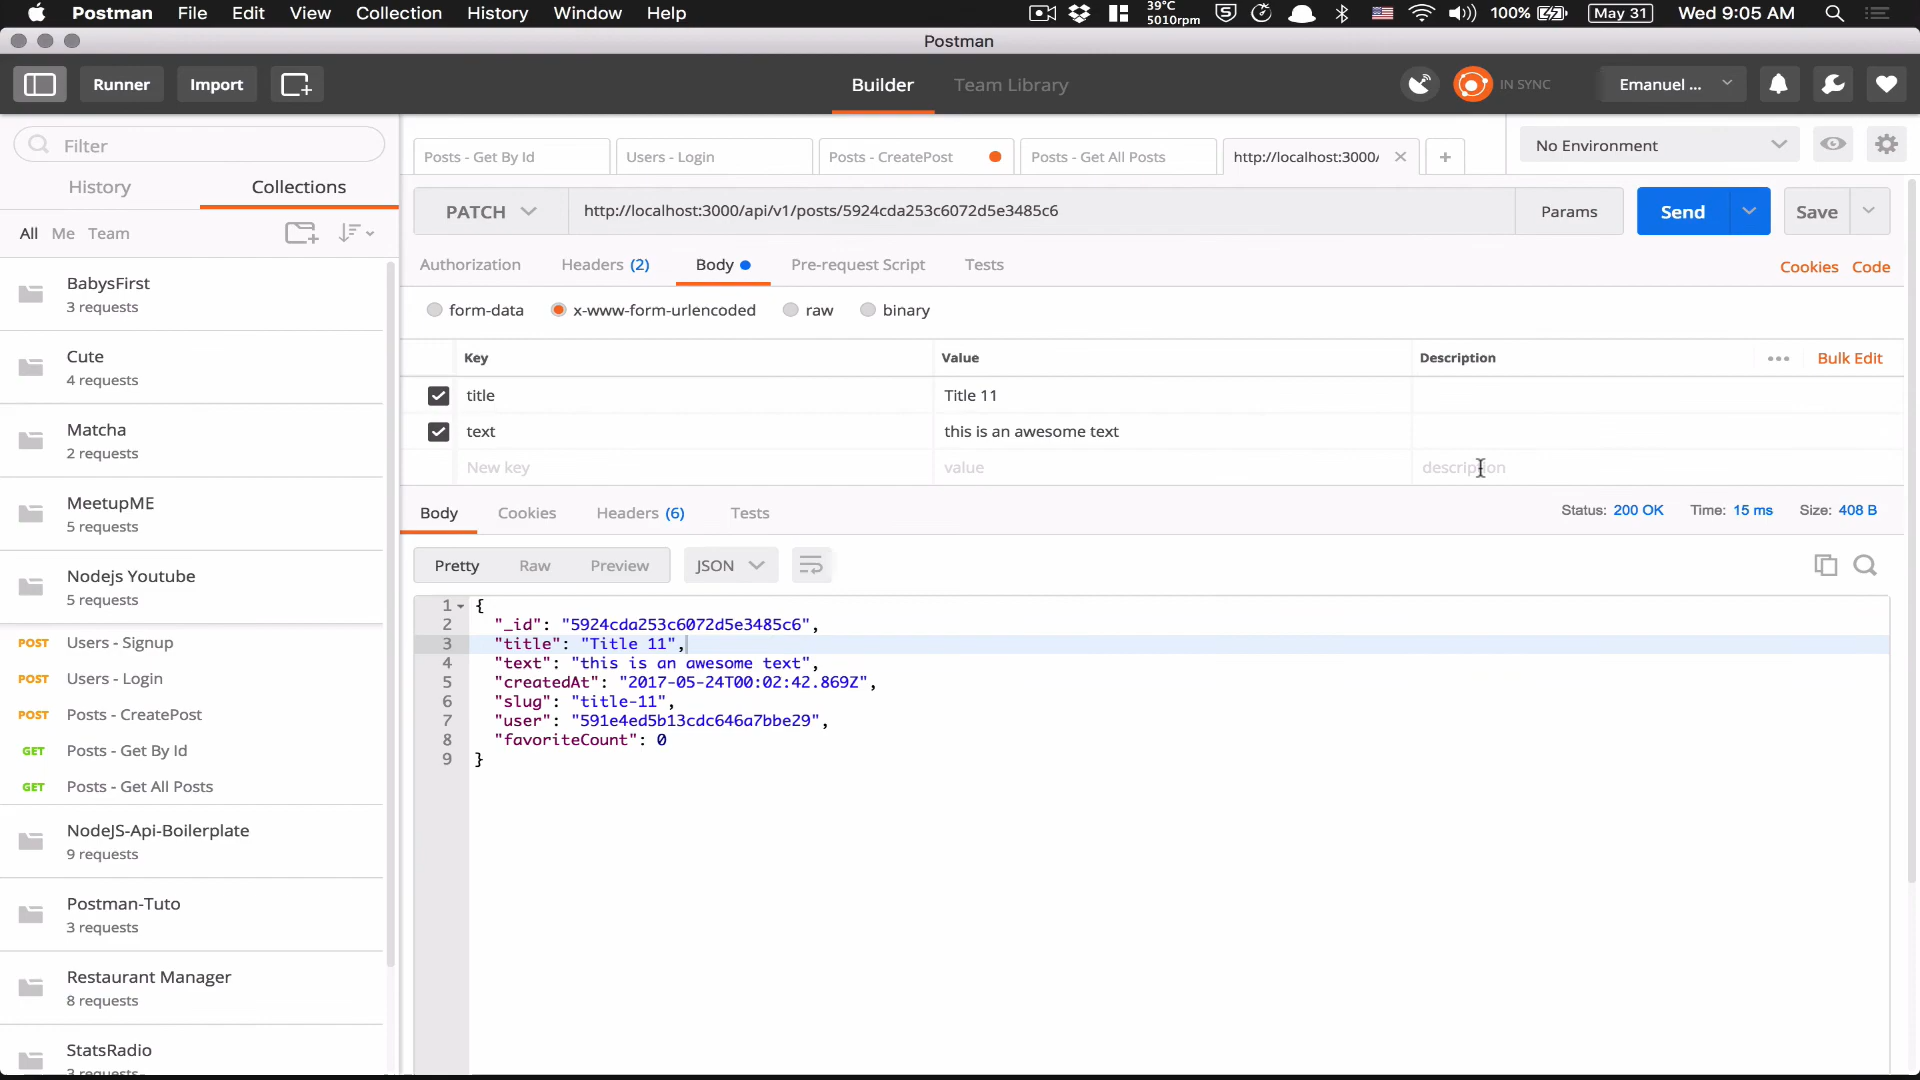 Postman File Edit View Collection History Window Help 39°C 5010rpm 100% May 31 Wed 9:05 AM
Postman
Runner Import Builder Team Library IN SYNC Emanuel ...
Filter
History Collections
All Me Team
BabysFirst
3 requests
Cute
4 requests
Matcha
2 requests
MeetupME
5 requests
Nodejs Youtube
5 requests
POST Users - Signup
POST Users - Login
POST Posts - CreatePost
GET Posts - Get By Id
GET Posts - Get All Posts
NodeJS-Api-Boilerplate
9 requests
Postman-Tuto
3 requests
Restaurant Manager
8 requests
StatsRadio
3 requests
Posts - Get By Id Users - Login Posts - CreatePost Posts - Get All Posts http://localhost:3000/ No Environment
PATCH http://localhost:3000/api/v1/posts/5924cda253c6072d5e3485c6 Params Send Save
Authorization Headers (2) Body Pre-request Script Tests Cookies Code
form-data x-www-form-urlencoded raw binary
Key Value Description Bulk Edit
title Title 11
text this is an awesome text
New key value description
Body Cookies Headers (6) Tests Status: 200 OK Time: 15 ms Size: 408 B
Pretty Raw Preview JSON
1 {
2 "_id": "5924cda253c6072d5e3485c6",
3 "title": "Title 11",
4 "text": "this is an awesome text",
5 "createdAt": "2017-05-24T00:02:42.869Z",
6 "slug": "title-11",
7 "user": "591e4ed5b13cdc646a7bbe29",
8 "favoriteCount": 0
9 }